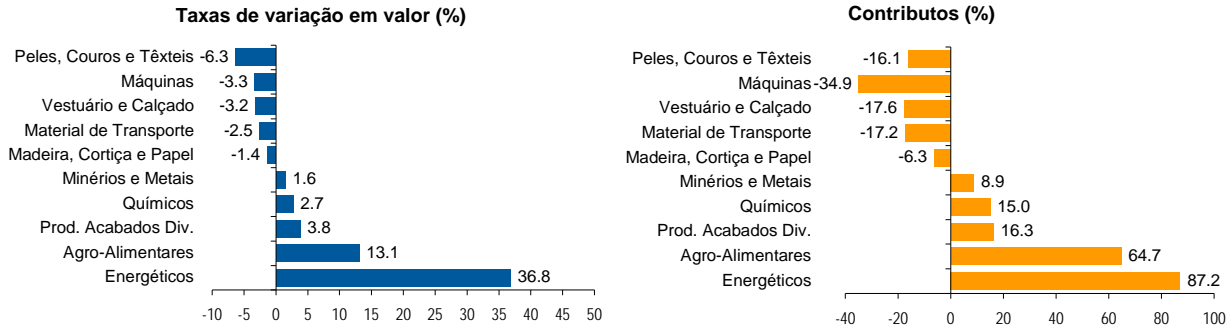 Taxas de variação em valor (%)
Peles, Couros e Têxteis -6.3
Máquinas -3.3
Vestuário e Calçado -3.2
Material de Transporte -2.5
Madeira, Cortiça e Papel -1.4
Minérios e Metais 1.6
Químicos 2.7
Prod. Acabados Div. 3.8
Agro-Alimentares 13.1
Energéticos 36.8
-10 -5 0 5 10 15 20 25 30 35 40 45 50
Contributos (%)
Peles, Couros e Têxteis -16.1
Máquinas -34.9
Vestuário e Calçado -17.6
Material de Transporte -17.2
Madeira, Cortiça e Papel -6.3
Minérios e Metais 8.9
Químicos 15.0
Prod. Acabados Div. 16.3
Agro-Alimentares 64.7
Energéticos 87.2
-40 -20 0 20 40 60 80 100